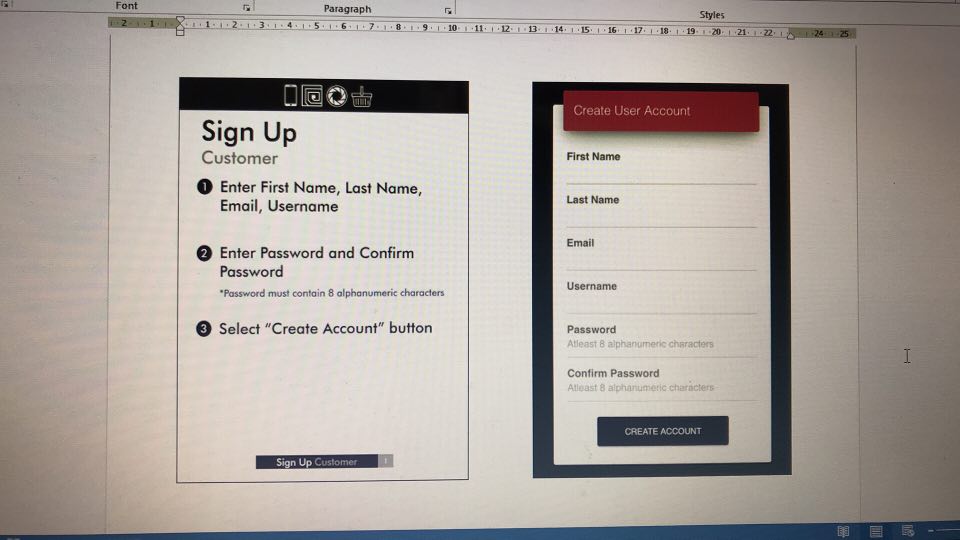 Font
Paragraph
Styles
2 1 1 2 3 4 5 6 7 8 9 10 11 12 13 14 15 16 17 18 19 20 21 22 24 25
Sign Up
Customer
1 Enter First Name, Last Name,
Email, Username
2 Enter Password and Confirm
Password
*Password must contain 8 alphanumeric characters
3 Select “Create Account” button
Sign Up Customer 1
Create User Account
First Name
Last Name
Email
Username
Password
Atleast 8 alphanumeric characters
Confirm Password
Atleast 8 alphanumeric characters
CREATE ACCOUNT